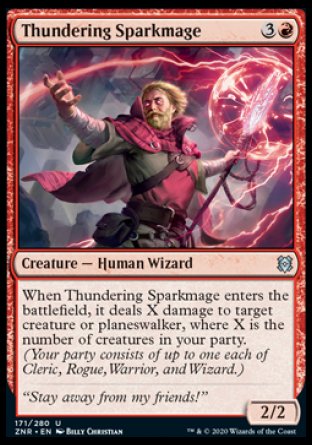 Thundering Sparkmage 3
Creature — Human Wizard
When Thundering Sparkmage enters the
battlefield, it deals X damage to target
creature or planeswalker, where X is the
number of creatures in your party.
(Your party consists of up to one each of
Cleric, Rogue, Warrior, and Wizard.)
“Stay away from my friends!”
2/2
171/280 U
ZNR • EN Billy Christian ™ & © 2020 Wizards of the Coast